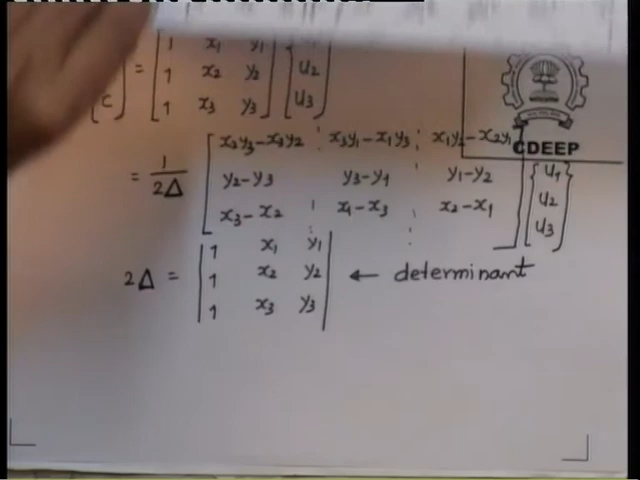 1 x₁ y₁
= 1 x₂ y₂ u₂
c 1 x₃ y₃ u₃
x₂y₃-x₃y₂ x₃y₁-x₁y₃ x₁y₂-x₂y₁
= 1/2Δ y₂-y₃ y₃-y₁ y₁-y₂ u₁ u₂ u₃
x₃-x₂ x₁-x₃ x₂-x₁
1 x₁ y₁
2Δ = 1 x₂ y₂ ← determinant
1 x₃ y₃
CDEEP